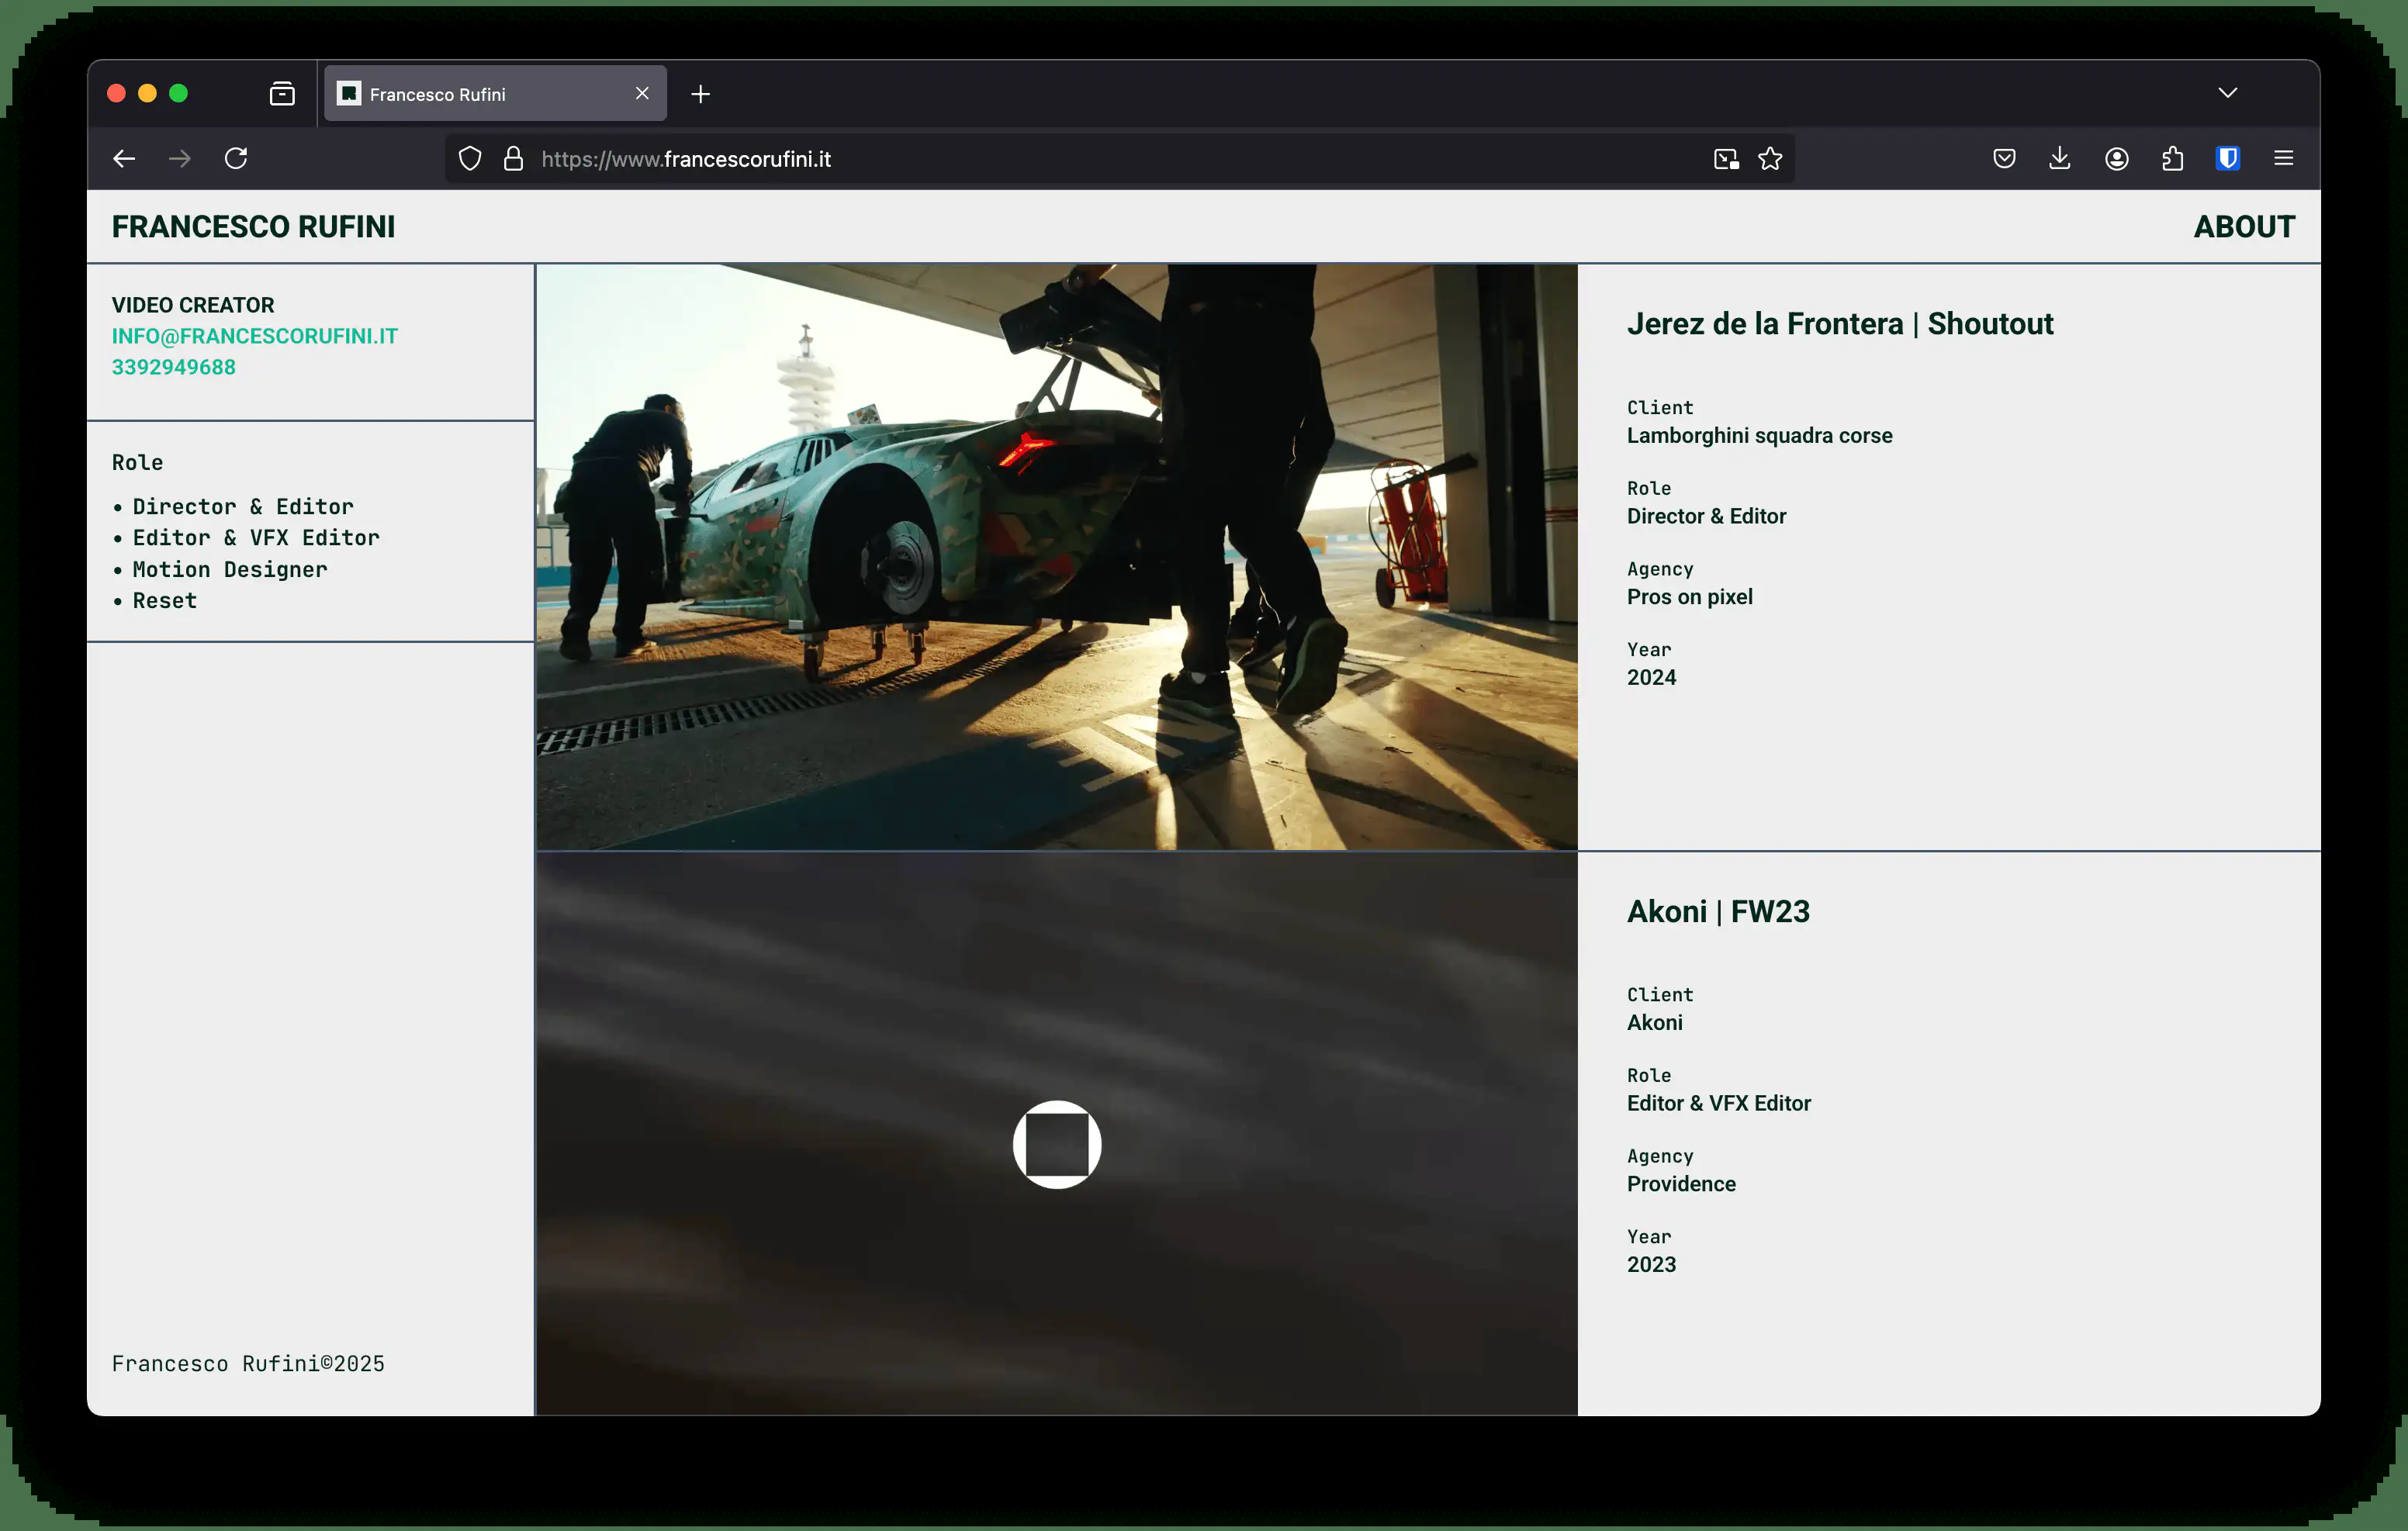 Francesco Rufini
https://www.francescorufini.it
FRANCESCO RUFINI
ABOUT
VIDEO CREATOR
INFO@FRANCESCORUFINI.IT
3392949688
Role
• Director & Editor
• Editor & VFX Editor
• Motion Designer
• Reset
Francesco Rufini©2025
Jerez de la Frontera | Shoutout
Client
Lamborghini squadra corse
Role
Director & Editor
Agency
Pros on pixel
Year
2024
Akoni | FW23
Client
Akoni
Role
Editor & VFX Editor
Agency
Providence
Year
2023